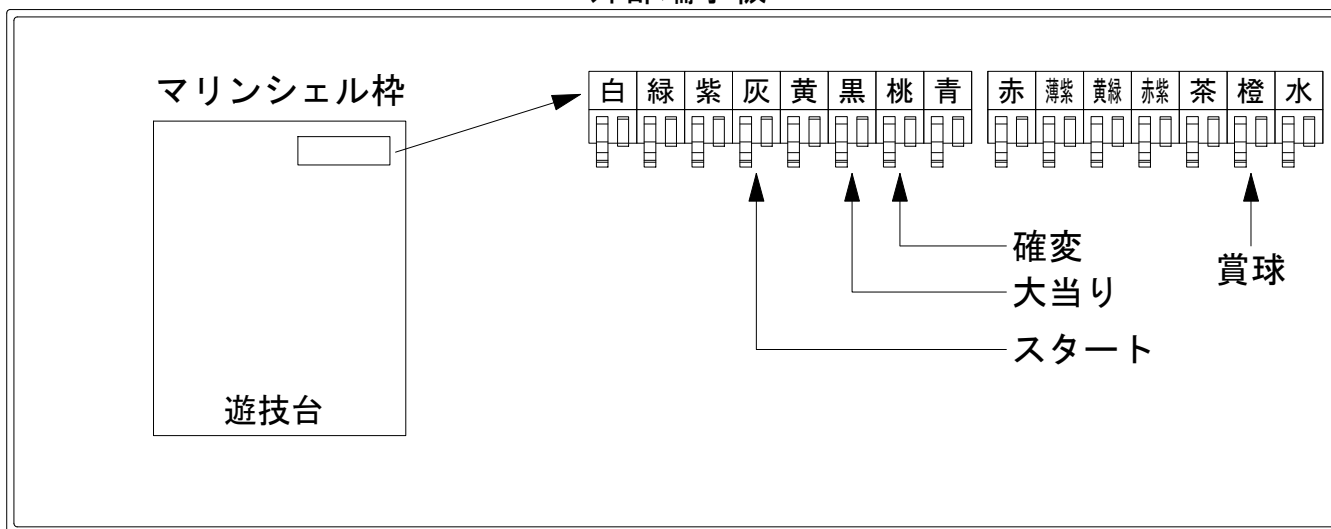 マリンシェル枠
遊技台
白 緑 紫 灰 黄 黒 桃 青 赤 薄紫 黄緑 赤紫 茶 橙 水
確変
大当り
スタート
賞球